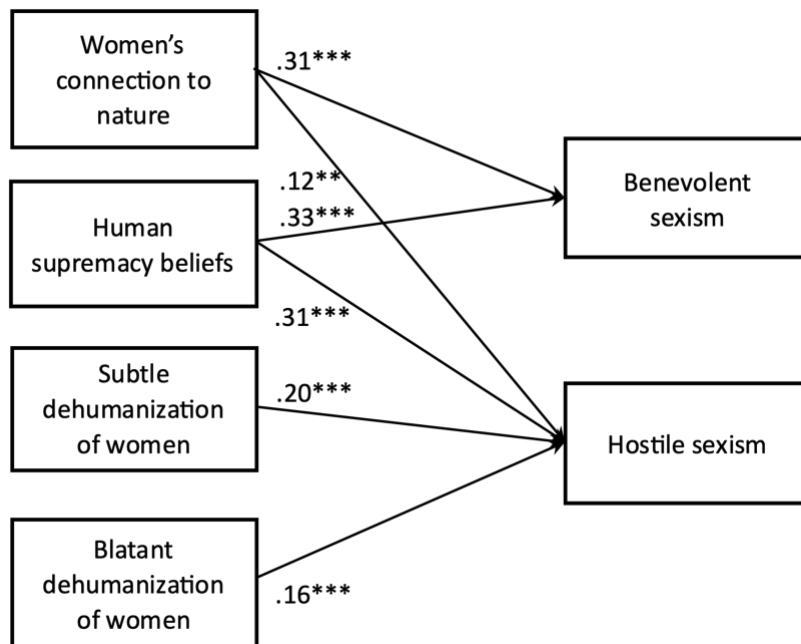 Women’s
connection to
nature
.31***
.12**
.33***
Human
supremacy beliefs
.31***
Subtle
dehumanization
of women
.20***
Blatant
dehumanization
of women
.16***
Benevolent
sexism
Hostile sexism